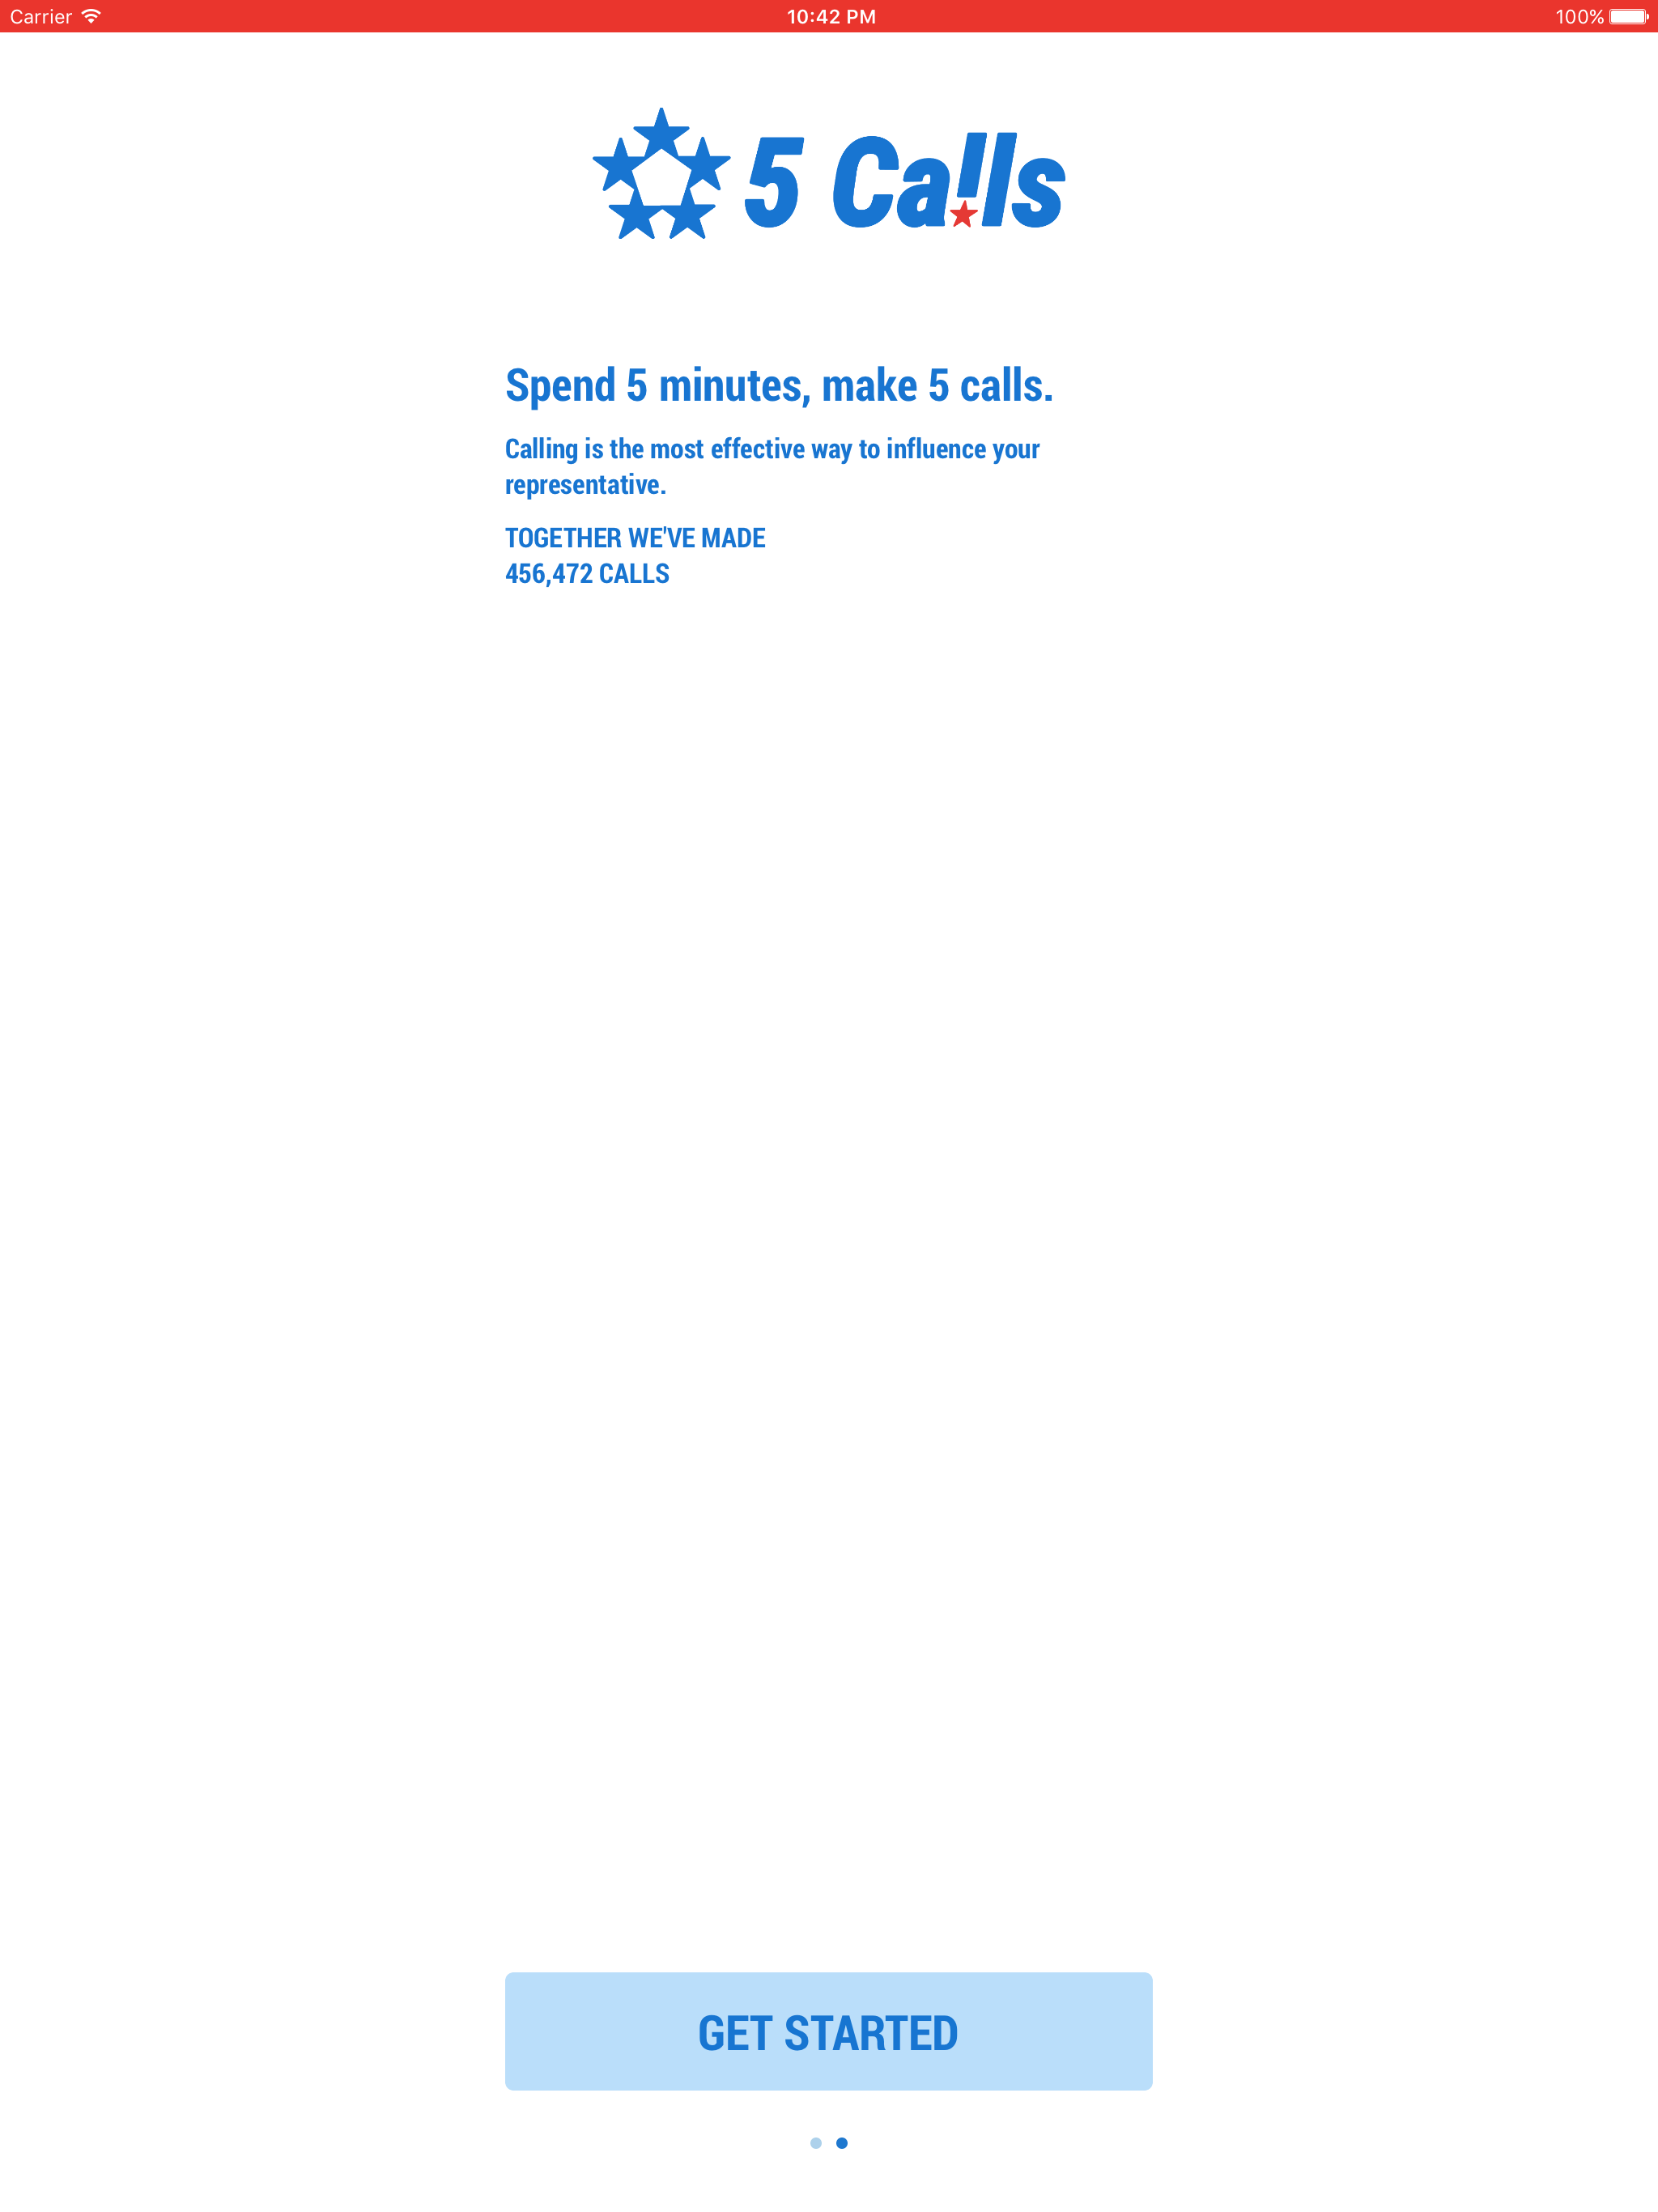 Carrier 10:42 PM 100%
5 Calls
Spend 5 minutes, make 5 calls.
Calling is the most effective way to influence your
representative.
TOGETHER WE'VE MADE
456,472 CALLS
GET STARTED